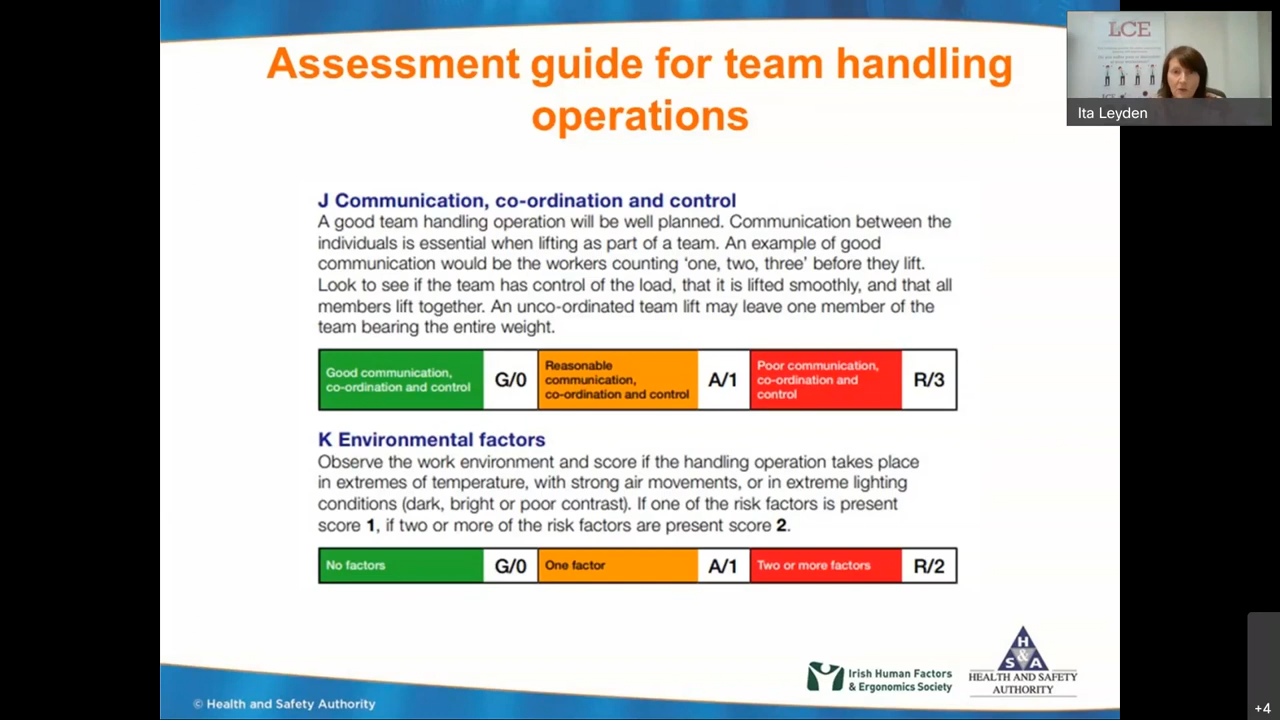 Assessment guide for team handling
operations
LCE
Ita Leyden
J Communication, co-ordination and control
A good team handling operation will be well planned. Communication between the
individuals is essential when lifting as part of a team. An example of good
communication would be the workers counting ‘one, two, three’ before they lift.
Look to see if the team has control of the load, that it is lifted smoothly, and that all
members lift together. An unco-ordinated team lift may leave one member of the
team bearing the entire weight.
Good communication,
co-ordination and control
G/0
Reasonable
communication,
co-ordination and control
A/1
Poor communication,
co-ordination and
control
R/3
K Environmental factors
Observe the work environment and score if the handling operation takes place
in extremes of temperature, with strong air movements, or in extreme lighting
conditions (dark, bright or poor contrast). If one of the risk factors is present
score 1, if two or more of the risk factors are present score 2.
No factors
G/0
One factor
A/1
Two or more factors
R/2
Irish Human Factors
& Ergonomics Society
H
S & A
HEALTH AND SAFETY
AUTHORITY
© Health and Safety Authority
+4